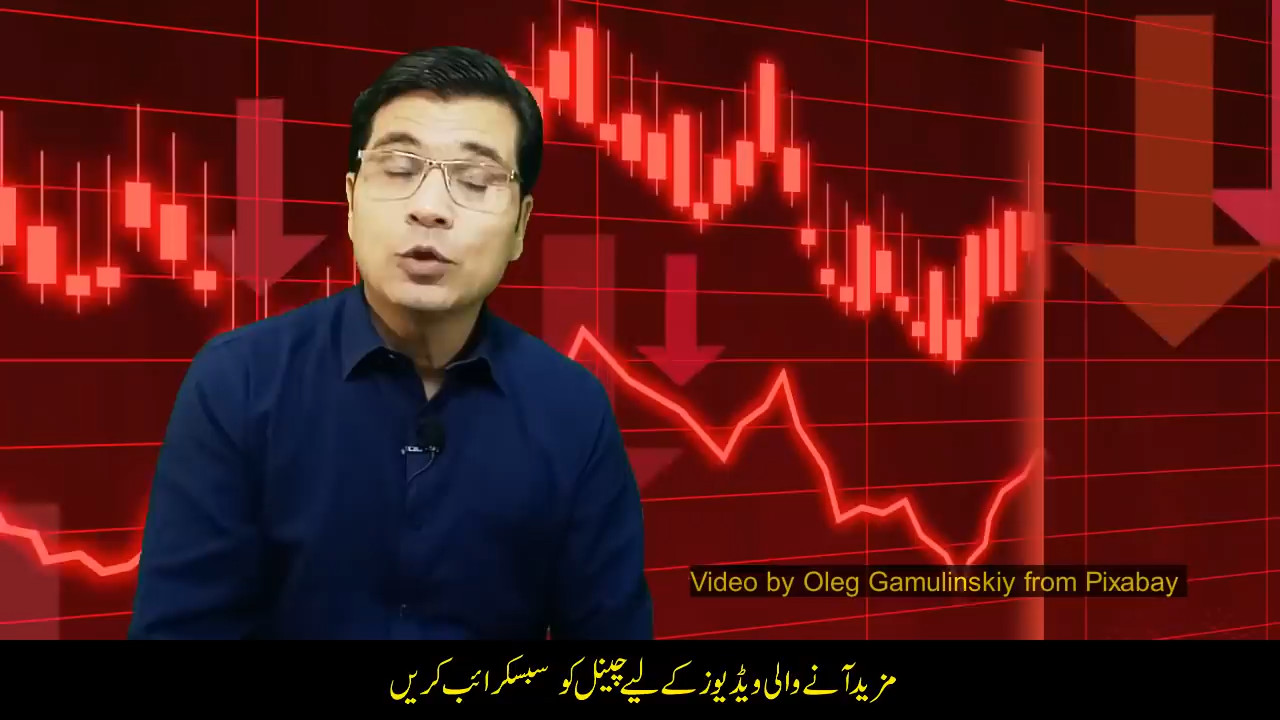 Video by Oleg Gamulinskiy from Pixabay
مزید آنے والی ویڈیوز کے لیے چینل کو سبسکرائب کریں